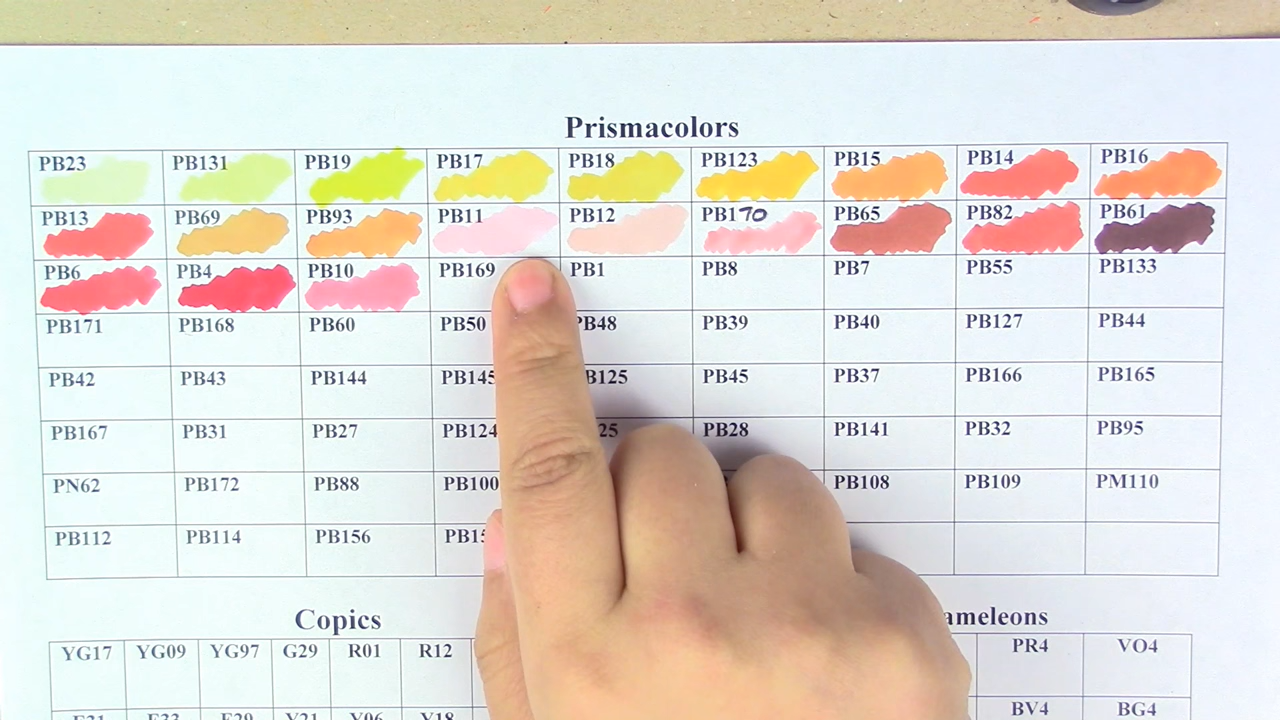 Prismacolors
PB23 PB131 PB19 PB17 PB18 PB123 PB15 PB14 PB16
PB13 PB69 PB93 PB11 PB12 PB170 PB65 PB82 PB61
PB6 PB4 PB10 PB169 PB1 PB8 PB7 PB55 PB133
PB171 PB168 PB60 PB50 PB48 PB39 PB40 PB127 PB44
PB42 PB43 PB144 PB145 PB125 PB45 PB37 PB166 PB165
PB167 PB31 PB27 PB124 25 PB28 PB141 PB32 PB95
PN62 PB172 PB88 PB100 PB108 PB109 PM110
PB112 PB114 PB156 PB15
Copics ameleons
YG17 YG09 YG97 G29 R01 R12 PR4 VO4
BV4 BG4